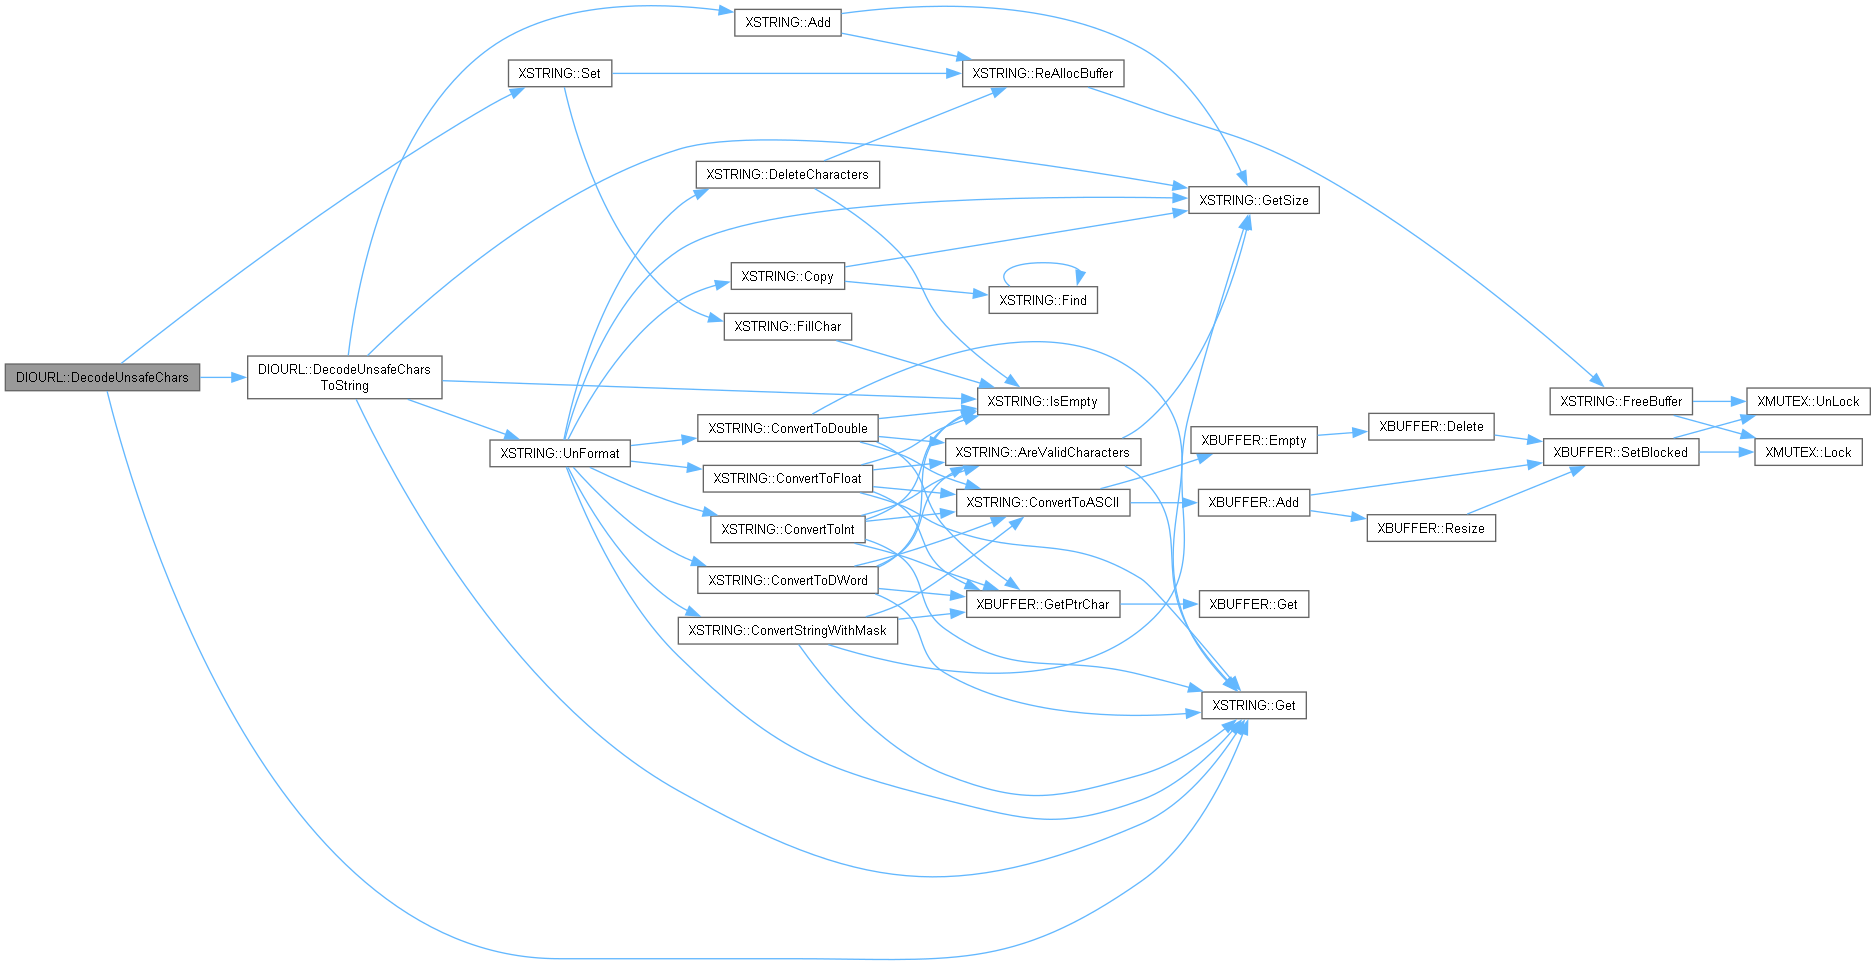 XSTRING::Add
XSTRING::Set
XSTRING::ReAllocBuffer
XSTRING::DeleteCharacters
XSTRING::GetSize
XSTRING::Copy
XSTRING::Find
XSTRING::FillChar
DIOURL::DecodeUnsafeChars
DIOURL::DecodeUnsafeChars
ToString
XSTRING::IsEmpty
XSTRING::FreeBuffer
XMUTEX::UnLock
XSTRING::ConvertToDouble
XBUFFER::Empty
XBUFFER::Delete
XSTRING::UnFormat
XSTRING::AreValidCharacters
XBUFFER::SetBlocked
XMUTEX::Lock
XSTRING::ConvertToFloat
XSTRING::ConvertToASCII
XBUFFER::Add
XSTRING::ConvertToInt
XBUFFER::Resize
XSTRING::ConvertToDWord
XBUFFER::GetPtrChar
XBUFFER::Get
XSTRING::ConvertStringWithMask
XSTRING::Get